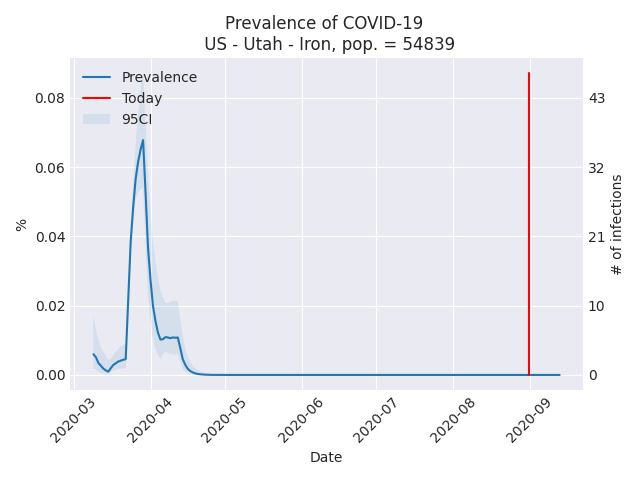 Prevalence of COVID-19
US - Utah - Iron, pop. = 54839
Prevalence
Today
95CI
0.08
0.06
0.04
0.02
0.00
%
43
32
21
10
0
# of infections
2020-03
2020-04
2020-05
2020-06
2020-07
2020-08
2020-09
Date